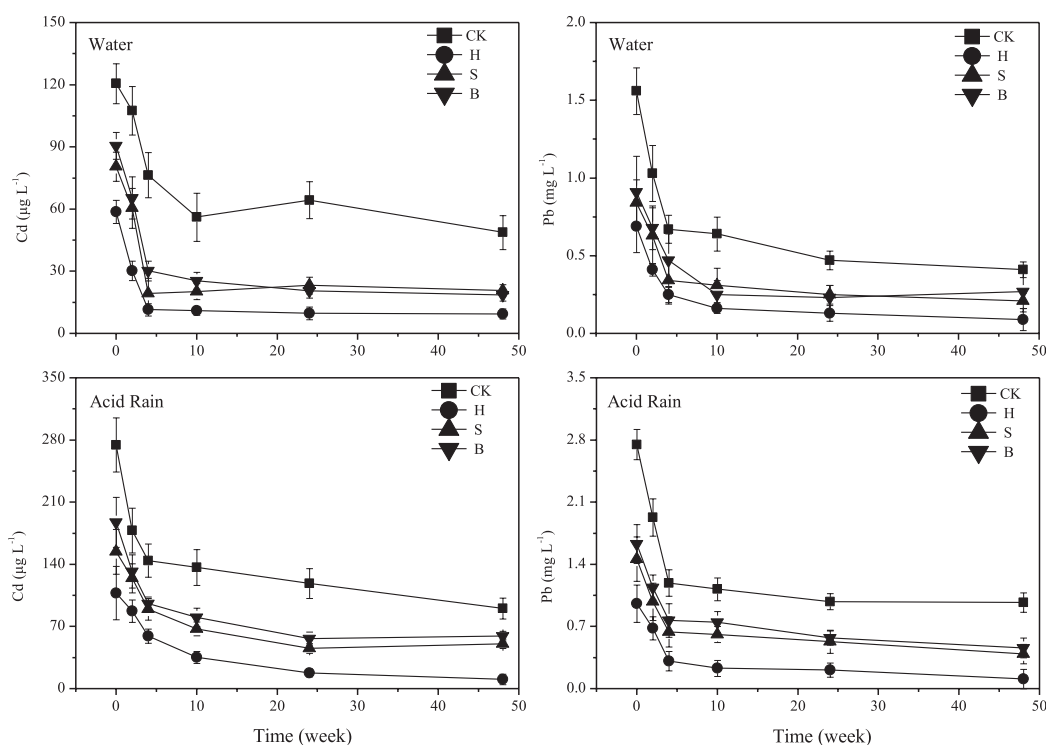 Water
CK
H
S
B
150
120
90
60
30
0
Cd (µg L⁻¹)
0 10 20 30 40 50
Water
CK
H
S
B
2.0
1.5
1.0
0.5
0.0
Pb (mg L⁻¹)
0 10 20 30 40 50
Acid Rain
CK
H
S
B
350
280
210
140
70
0
Cd (µg L⁻¹)
0 10 20 30 40 50
Time (week)
Acid Rain
CK
H
S
B
3.5
2.8
2.1
1.4
0.7
0.0
Pb (mg L⁻¹)
0 10 20 30 40 50
Time (week)